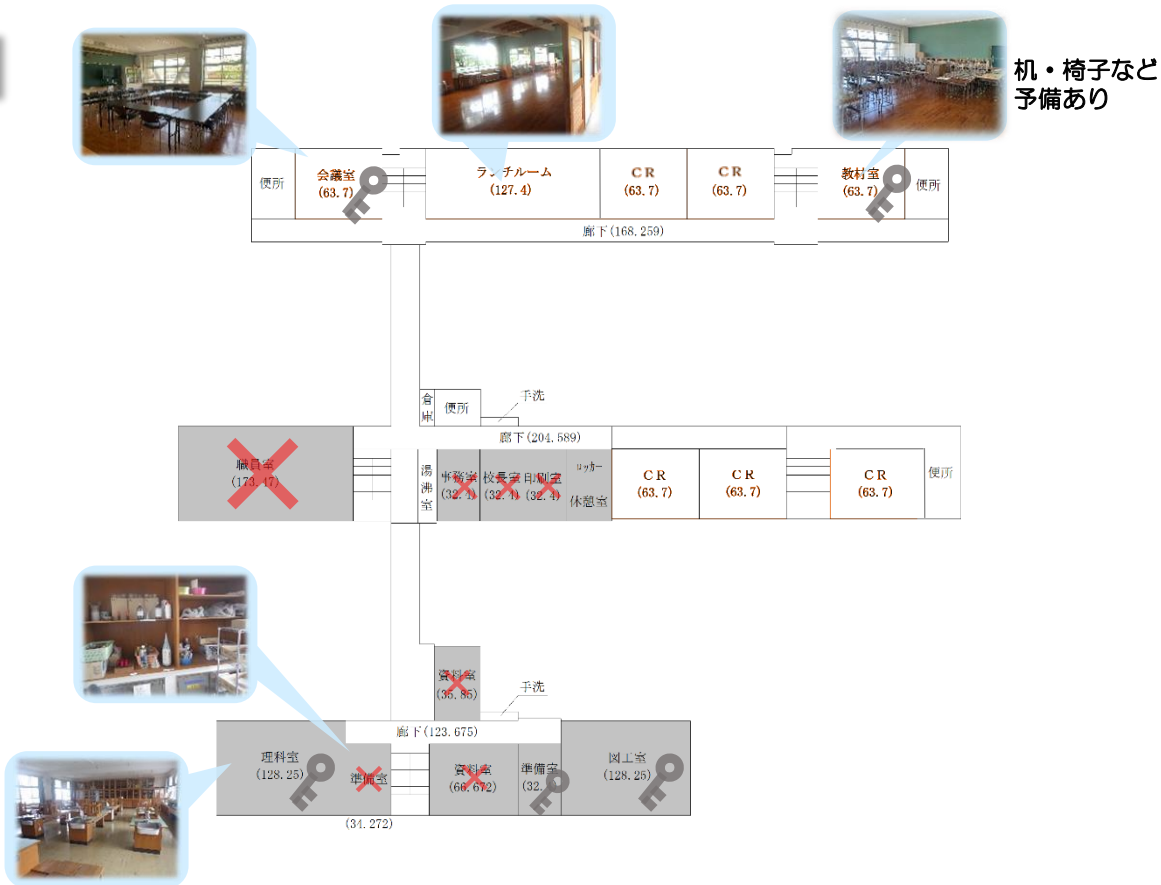 机・椅子など
予備あり
便所
会議室
(63.7)
ランチルーム
(127.4)
CR
(63.7)
CR
(63.7)
教材室
(63.7)
便所
廊下(168.259)
倉庫
便所
手洗
廊下(204.589)
職員室
(173.47)
湯沸室
事務室
(32.4)
校長室
(32.4)
印刷室
(32.4)
ロッカー
休憩室
CR
(63.7)
CR
(63.7)
CR
(63.7)
便所
資料室
(35.85)
手洗
廊下(123.675)
理科室
(128.25)
準備室
(34.272)
資料室
(66.672)
準備室
(32.
図工室
(128.25)